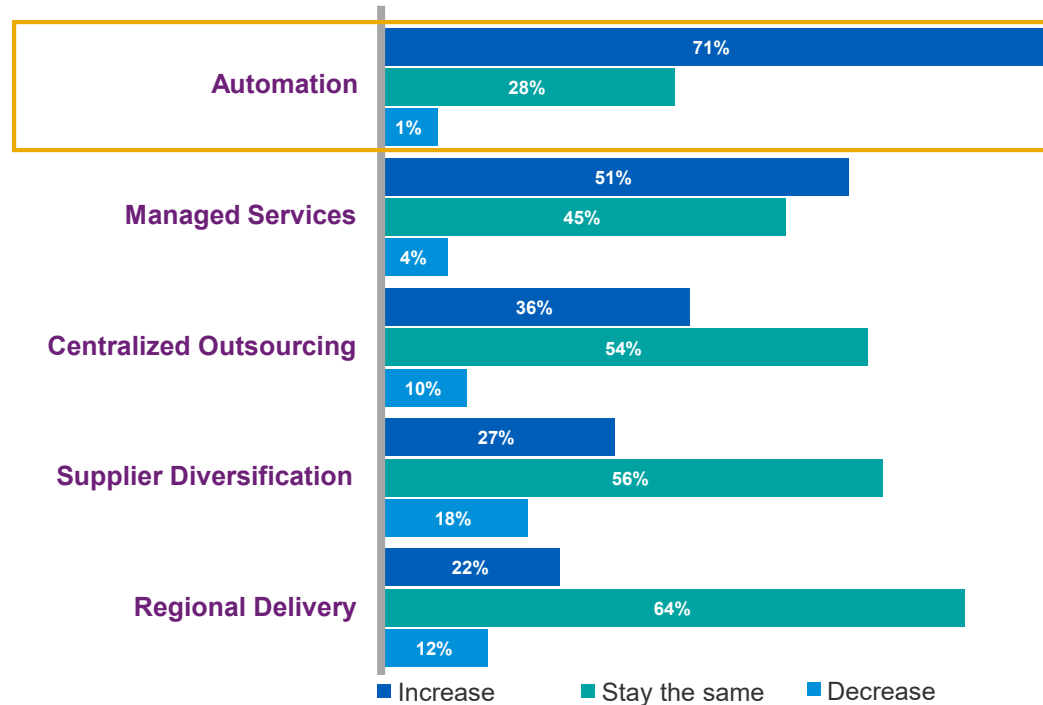 71%
Automation
28%
1%
51%
Managed Services
45%
4%
36%
Centralized Outsourcing
54%
10%
27%
Supplier Diversification
56%
18%
22%
Regional Delivery
64%
12%
Increase Stay the same Decrease